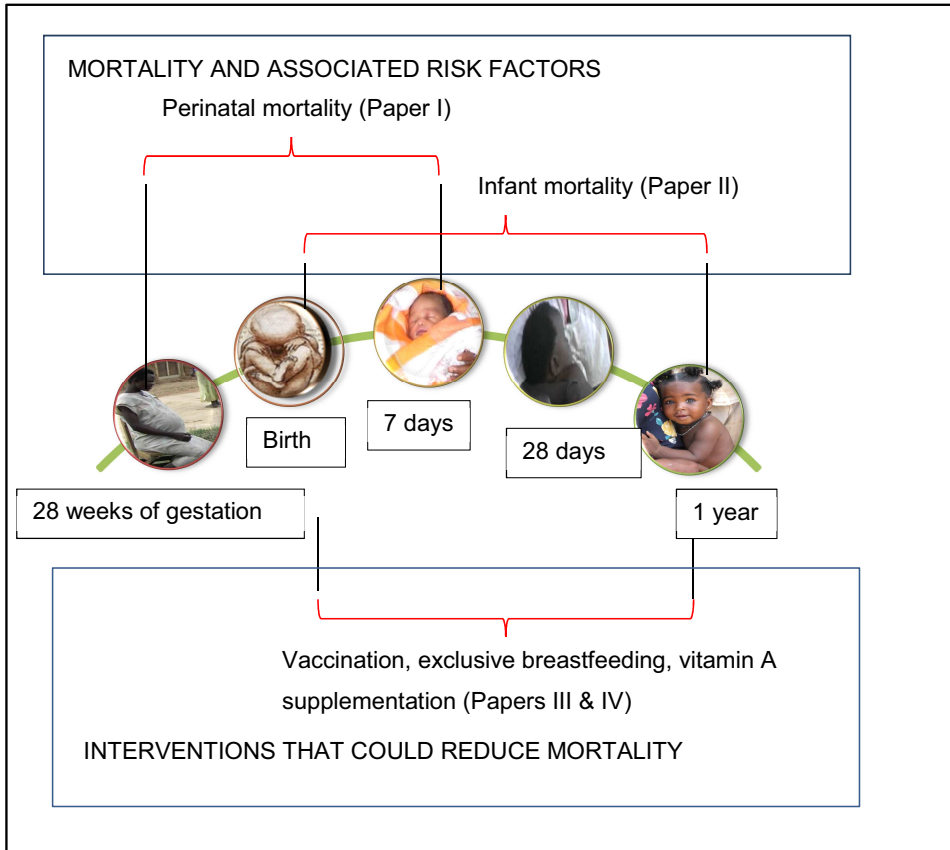 MORTALITY AND ASSOCIATED RISK FACTORS
Perinatal mortality (Paper I)
Infant mortality (Paper II)
Birth
7 days
28 days
28 weeks of gestation
1 year
Vaccination, exclusive breastfeeding, vitamin A
supplementation (Papers III & IV)
INTERVENTIONS THAT COULD REDUCE MORTALITY